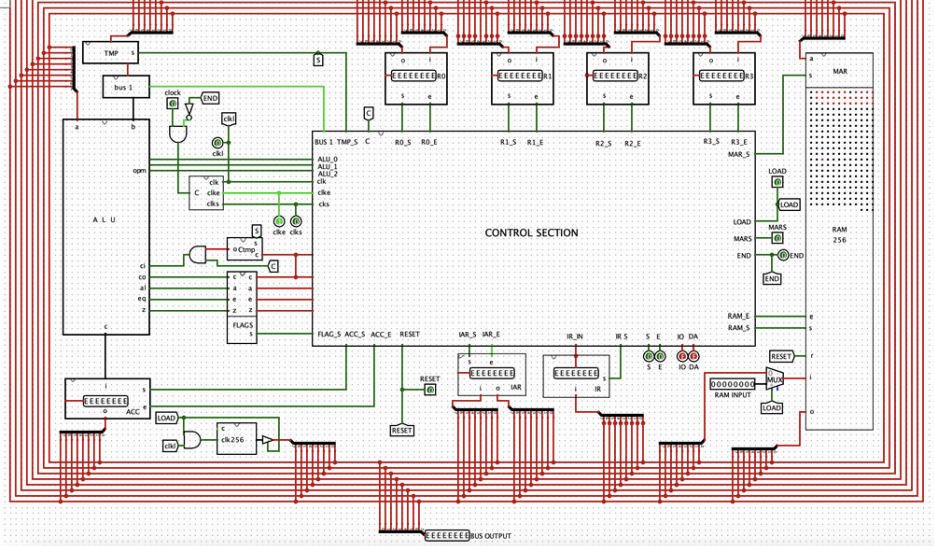 TMP s
bus 1
clock
END
clkl
clkl
S
C
o i
EEEEEEEE R0
s e
o i
EEEEEEEE R1
s e
o i
EEEEEEEE R2
s e
o i
EEEEEEEE R3
s e
a
MAR
s
a b
opm
ALU
ci
co
al
eq
z
c
BUS 1 TMP_S C R0_S R0_E R1_S R1_E R2_S R2_E R3_S R3_E
MAR_S
ALU_0
ALU_1
ALU_2
clk
clke
cks
C clk
clke
clks
clke clks
LOAD
LOAD
LOAD
MARS
MARS
END
END
END
CONTROL SECTION
RAM
256
S
o Ctmp s
c
C
c c
a a
e e
z z
FLAGS
s
RAM_E
RAM_S
e
s
FLAG_S ACC_S ACC_E RESET IAR_S IAR_E IR_IN IR S S E IO DA
S E IO DA
RESET
r
i
EEEEEEEE
o ACC
s
e
RESET
RESET
s e
EEEEEEEE
i o IAR
EEEEEEEE s
i IR
00000000
RAM INPUT
MUX
i
LOAD
o
LOAD
clkl
c
clk256
EEEEEEEE BUS OUTPUT